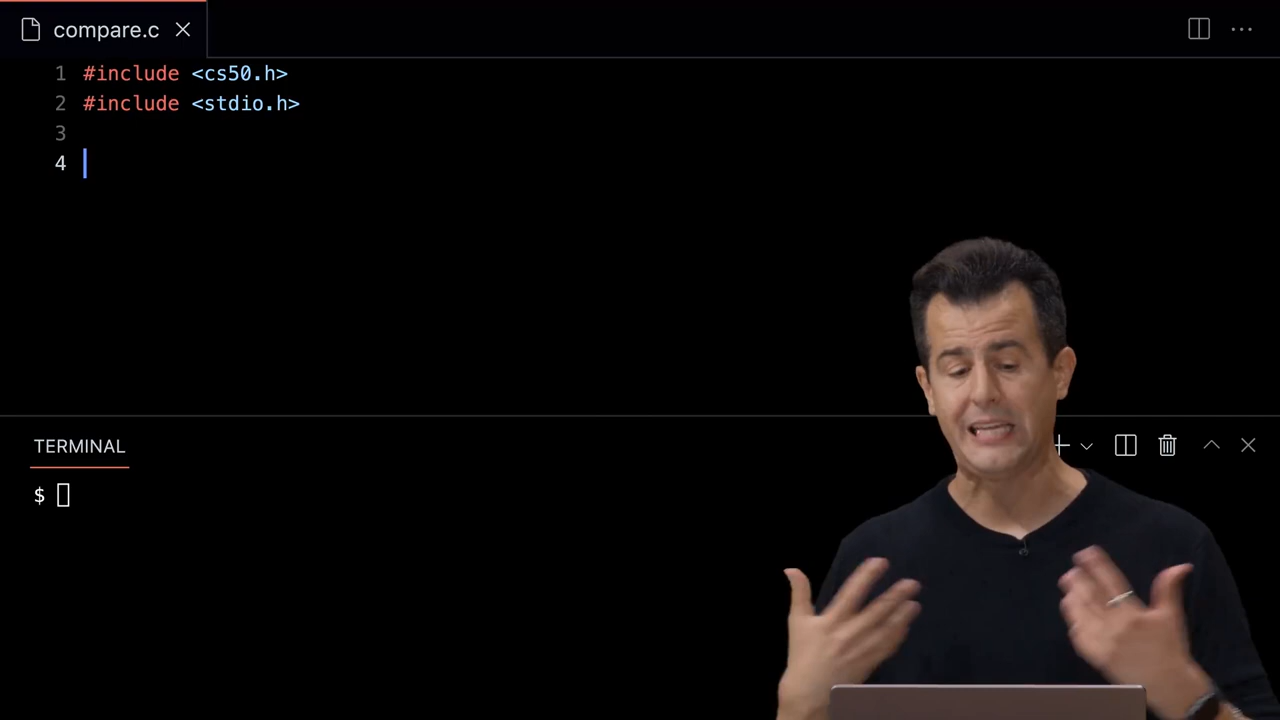 compare.c
1 #include <cs50.h>
2 #include <stdio.h>
3
4
TERMINAL
$